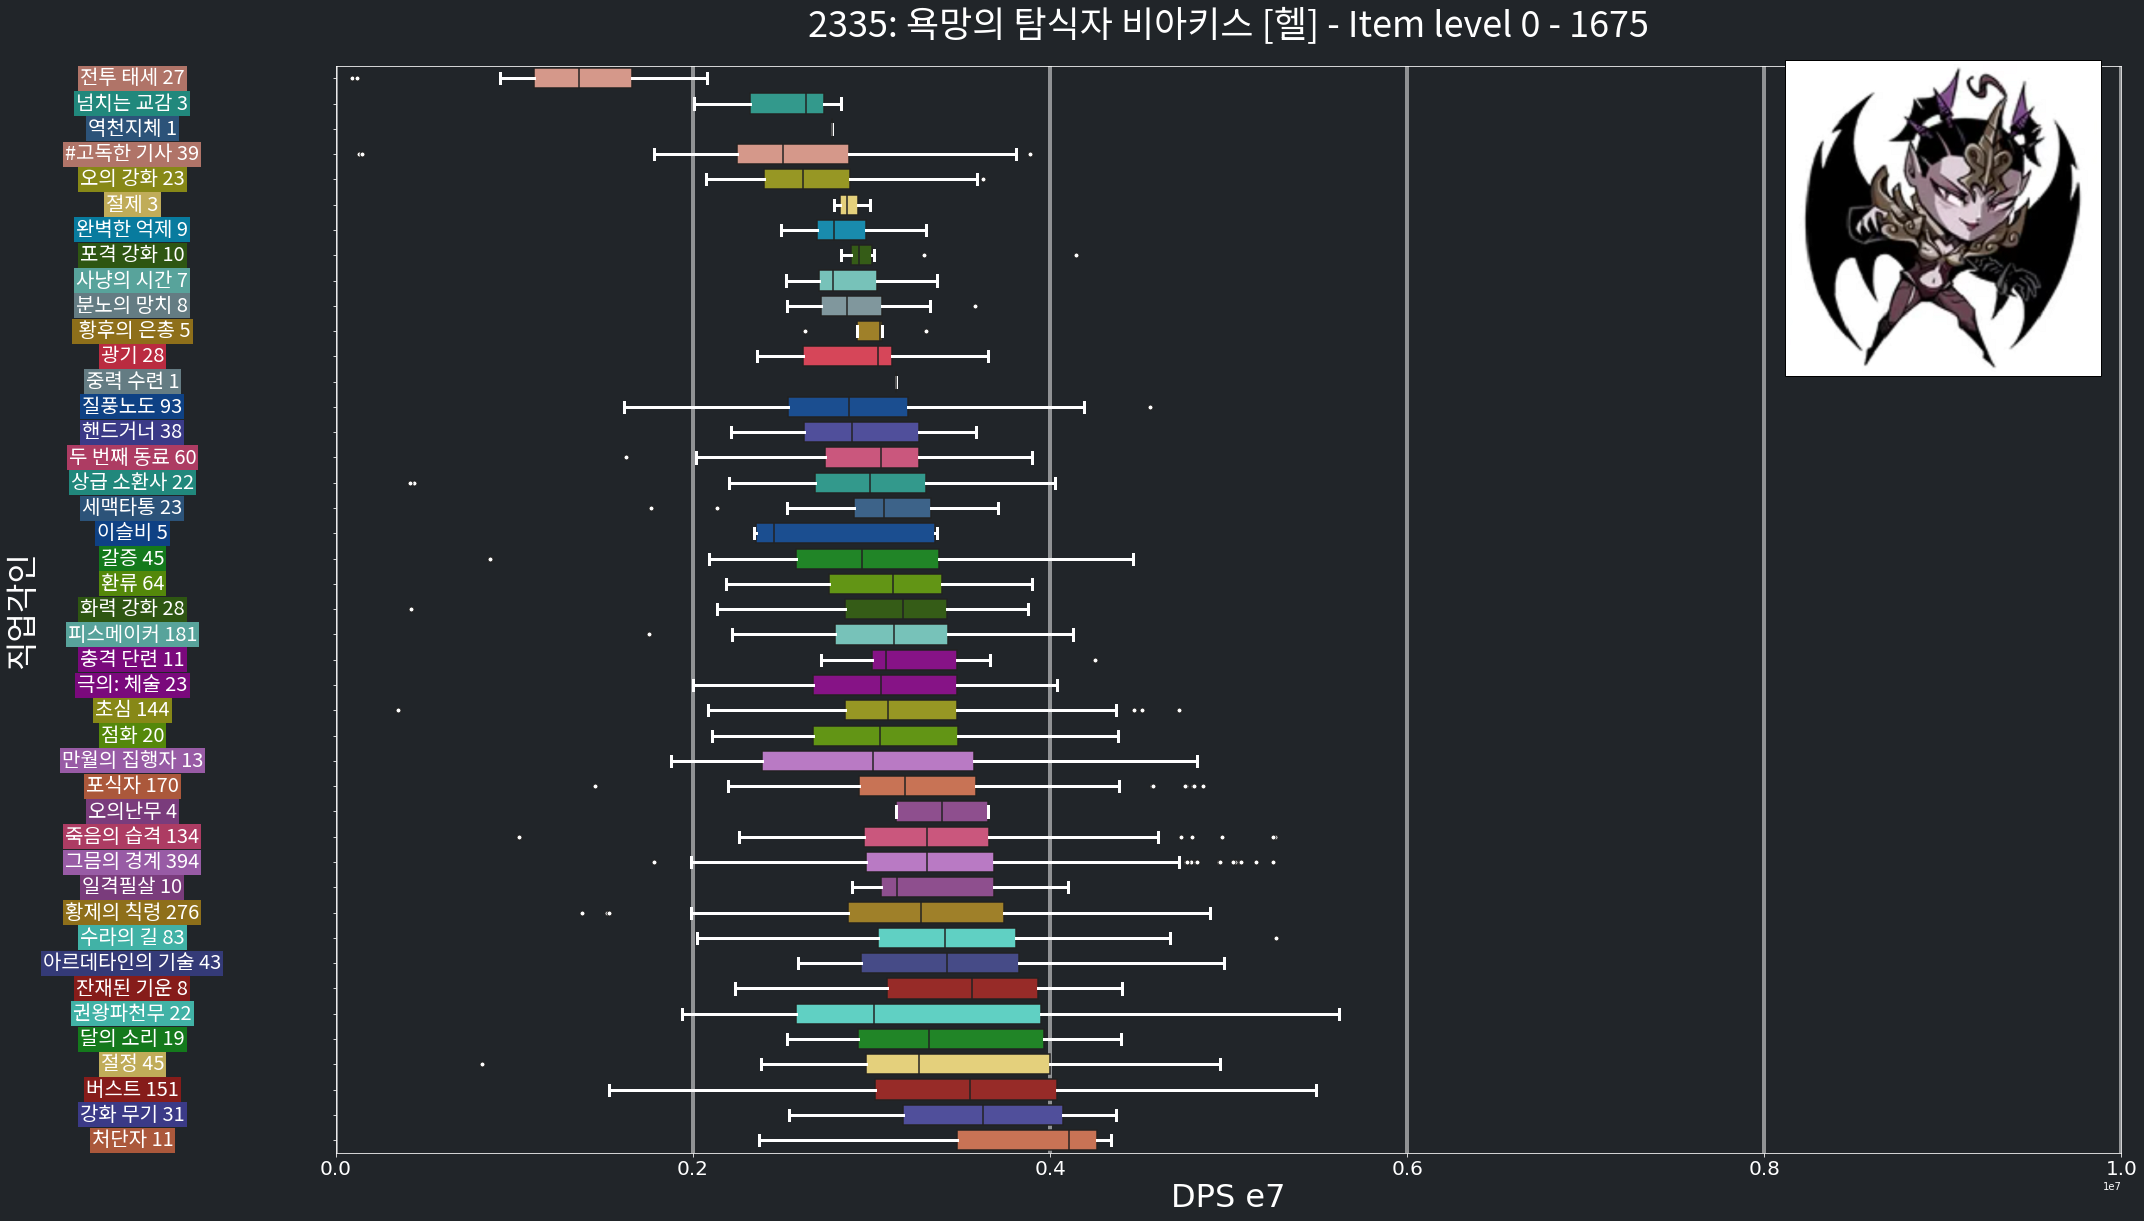 2335: 욕망의 탐식자 비아키스 [헬] - Item level 0 - 1675
직업각인
전투 태세 27
넘치는 교감 3
역천지체 1
#고독한 기사 39
오의 강화 23
절제 3
완벽한 억제 9
포격 강화 10
사냥의 시간 7
분노의 망치 8
황후의 은총 5
광기 28
중력 수련 1
질풍노도 93
핸드거너 38
두 번째 동료 60
상급 소환사 22
세맥타통 23
이슬비 5
갈증 45
환류 64
화력 강화 28
피스메이커 181
충격 단련 11
극의: 체술 23
초심 144
점화 20
만월의 집행자 13
포식자 170
오의난무 4
죽음의 습격 134
그믐의 경계 394
일격필살 10
황제의 칙령 276
수라의 길 83
아르데타인의 기술 43
잔재된 기운 8
권왕파천무 22
달의 소리 19
절정 45
버스트 151
강화 무기 31
처단자 11
0.0 0.2 0.4 0.6 0.8 1.0
1e7
DPS e7